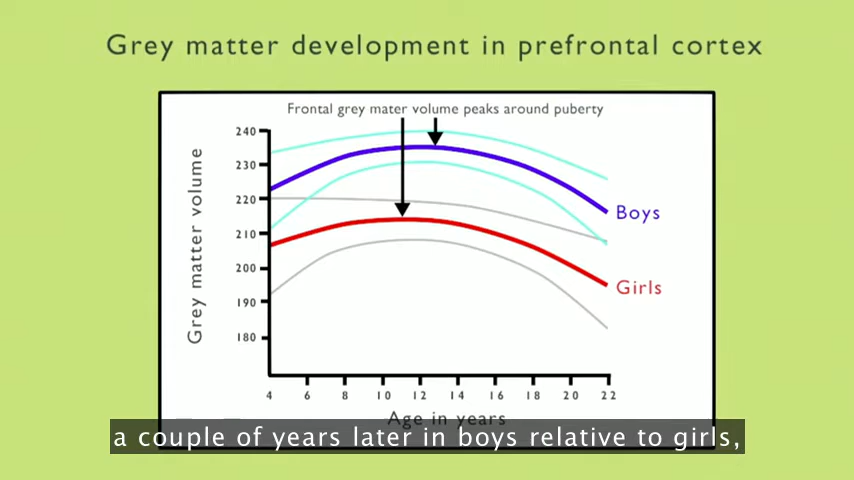 Grey matter development in prefrontal cortex
Frontal grey mater volume peaks around puberty
Grey matter volume
240
230
220
210
200
190
180
Boys
Girls
4 6 8 10 12 14 16 18 20 22
Age in years
a couple of years later in boys relative to girls,